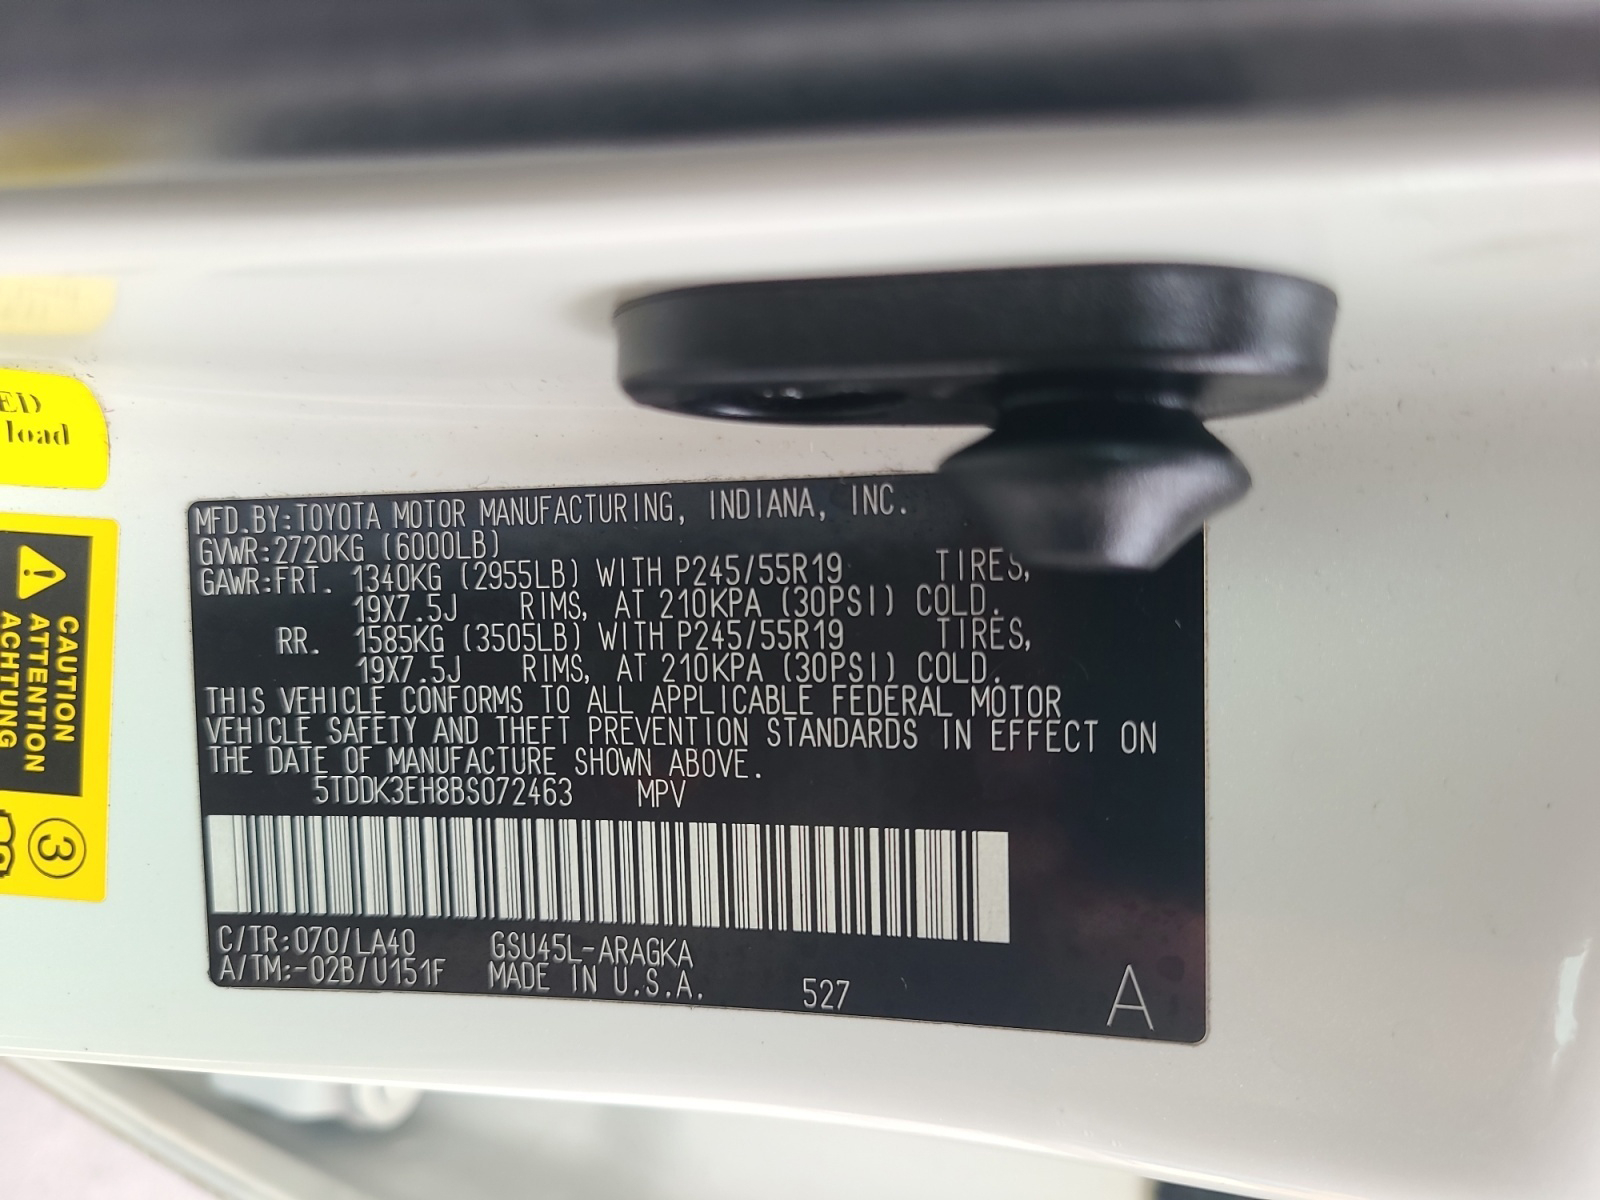 ED
load
CAUTION
ATTENTION
ACHTUNG
3
MFD.BY:TOYOTA MOTOR MANUFACTURING, INDIANA, INC.
GVWR:2720KG (6000LB)
GAWR:FRT. 1340KG (2955LB) WITH P245/55R19 TIRES,
19X7.5J RIMS, AT 210KPA (30PSI) COLD.
RR. 1585KG (3505LB) WITH P245/55R19 TIRES,
19X7.5J RIMS, AT 210KPA (30PSI) COLD.
THIS VEHICLE CONFORMS TO ALL APPLICABLE FEDERAL MOTOR
VEHICLE SAFETY AND THEFT PREVENTION STANDARDS IN EFFECT ON
THE DATE OF MANUFACTURE SHOWN ABOVE.
5TDDK3EH8BS072463 MPV
C/TR:070/LA40 GSU45L-ARAGKA
A/TM:-02B/U151F MADE IN U.S.A. 527 A